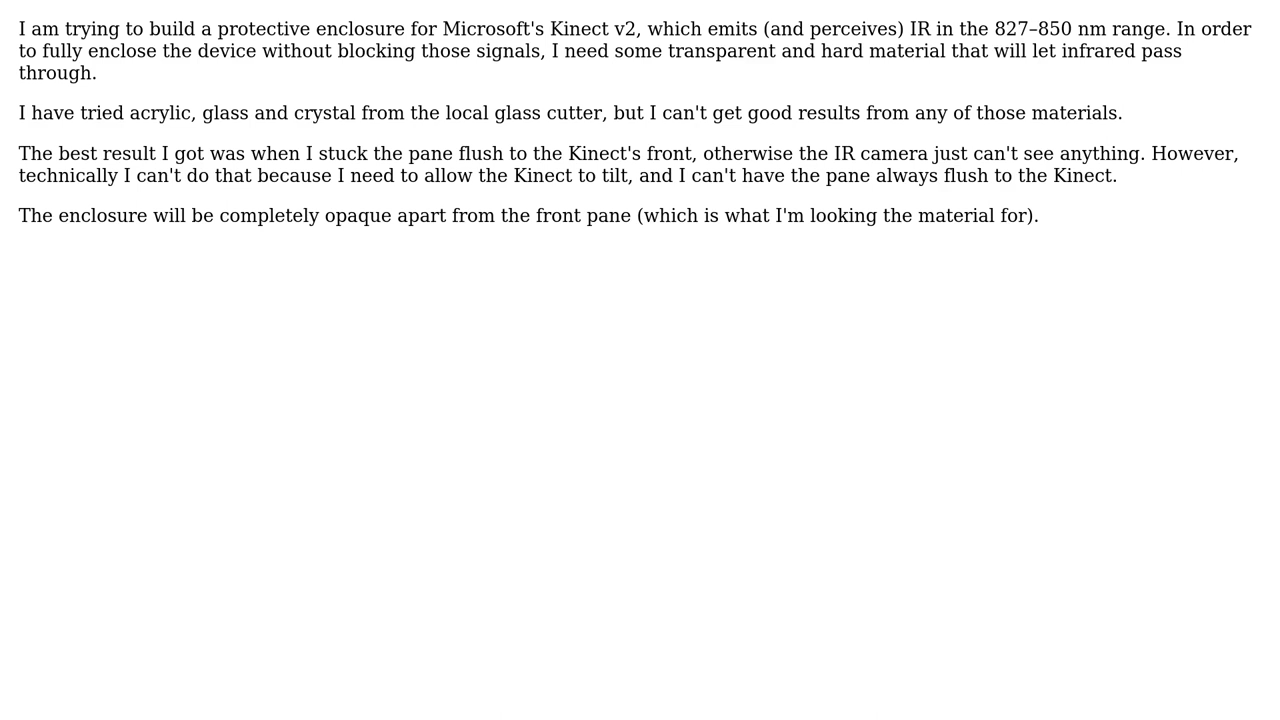 I am trying to build a protective enclosure for Microsoft's Kinect v2, which emits (and perceives) IR in the 827–850 nm range. In order
to fully enclose the device without blocking those signals, I need some transparent and hard material that will let infrared pass
through.
I have tried acrylic, glass and crystal from the local glass cutter, but I can't get good results from any of those materials.
The best result I got was when I stuck the pane flush to the Kinect's front, otherwise the IR camera just can't see anything. However,
technically I can't do that because I need to allow the Kinect to tilt, and I can't have the pane always flush to the Kinect.
The enclosure will be completely opaque apart from the front pane (which is what I'm looking the material for).